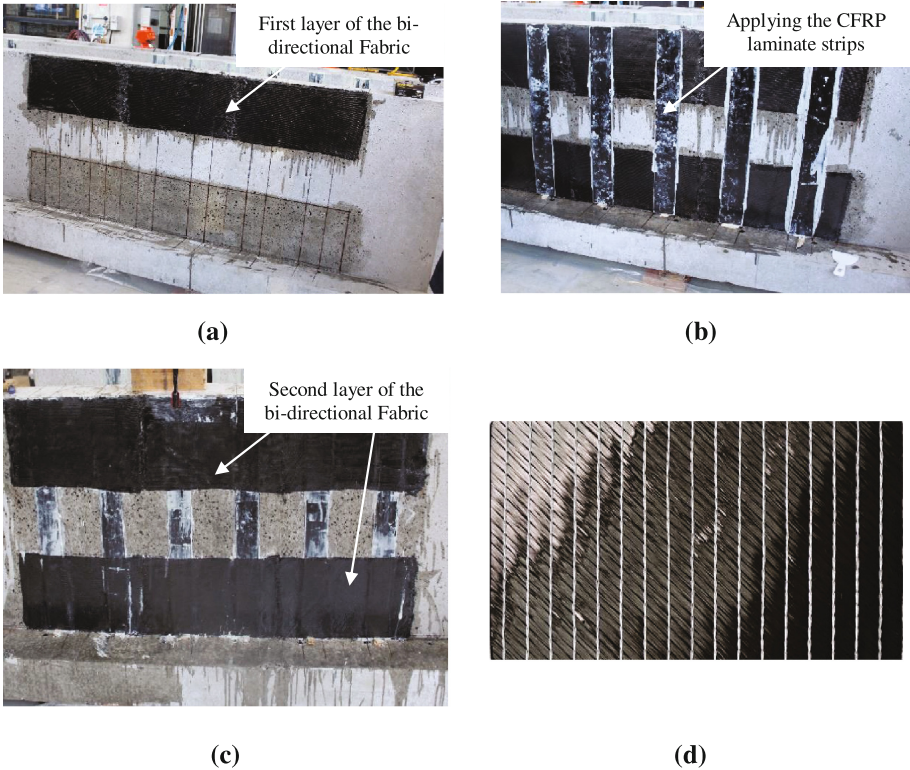 First layer of the bi-
directional Fabric
Applying the CFRP
laminate strips
(a)
(b)
Second layer of the
bi-directional Fabric
(c)
(d)